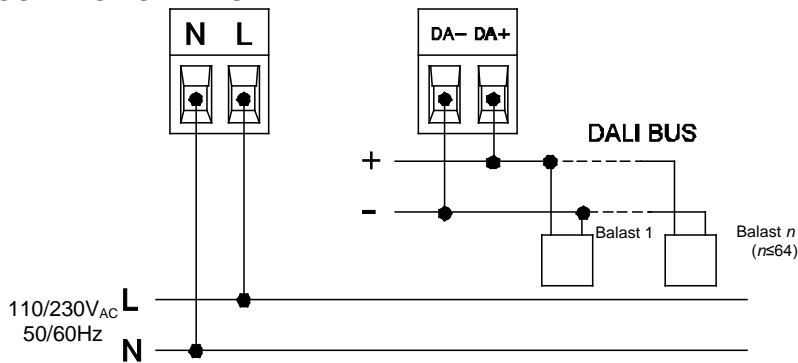 N L
DA- DA+
DALI BUS
+
-
Balast 1
Balast n
(n≤64)
110/230VAC
50/60Hz
L
N